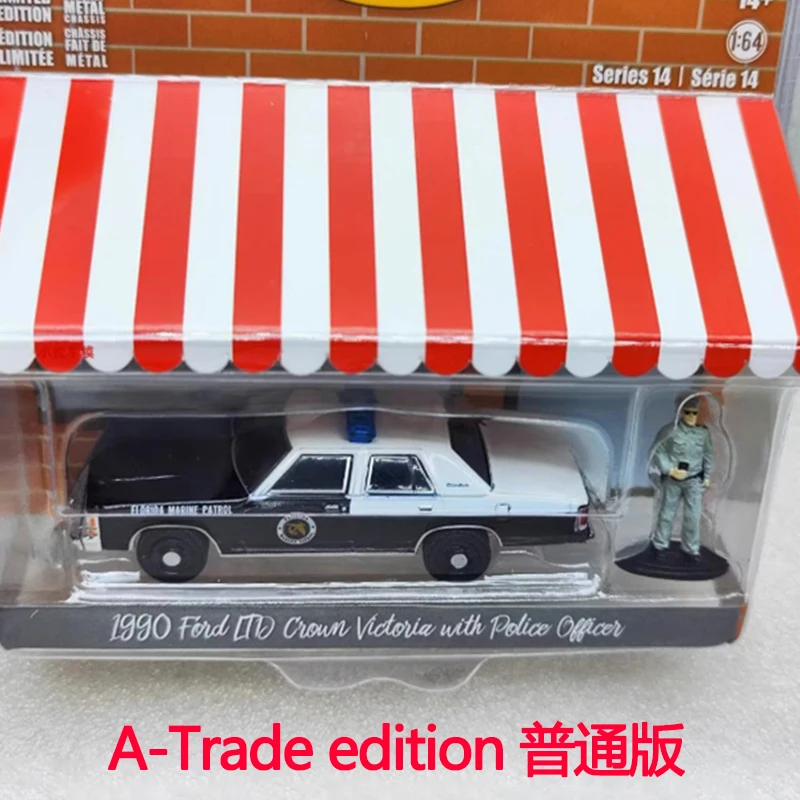 EDITION
ÉDITION
LIMITÉE
METAL
CHASSIS
CHÂSSIS
FAIT DE
MÉTAL
14+
1:64
Series 14 | Série 14
FLORIDA MARINE PATROL
1990 Ford LTD Crown Victoria with Police Officer
A-Trade edition 普通版